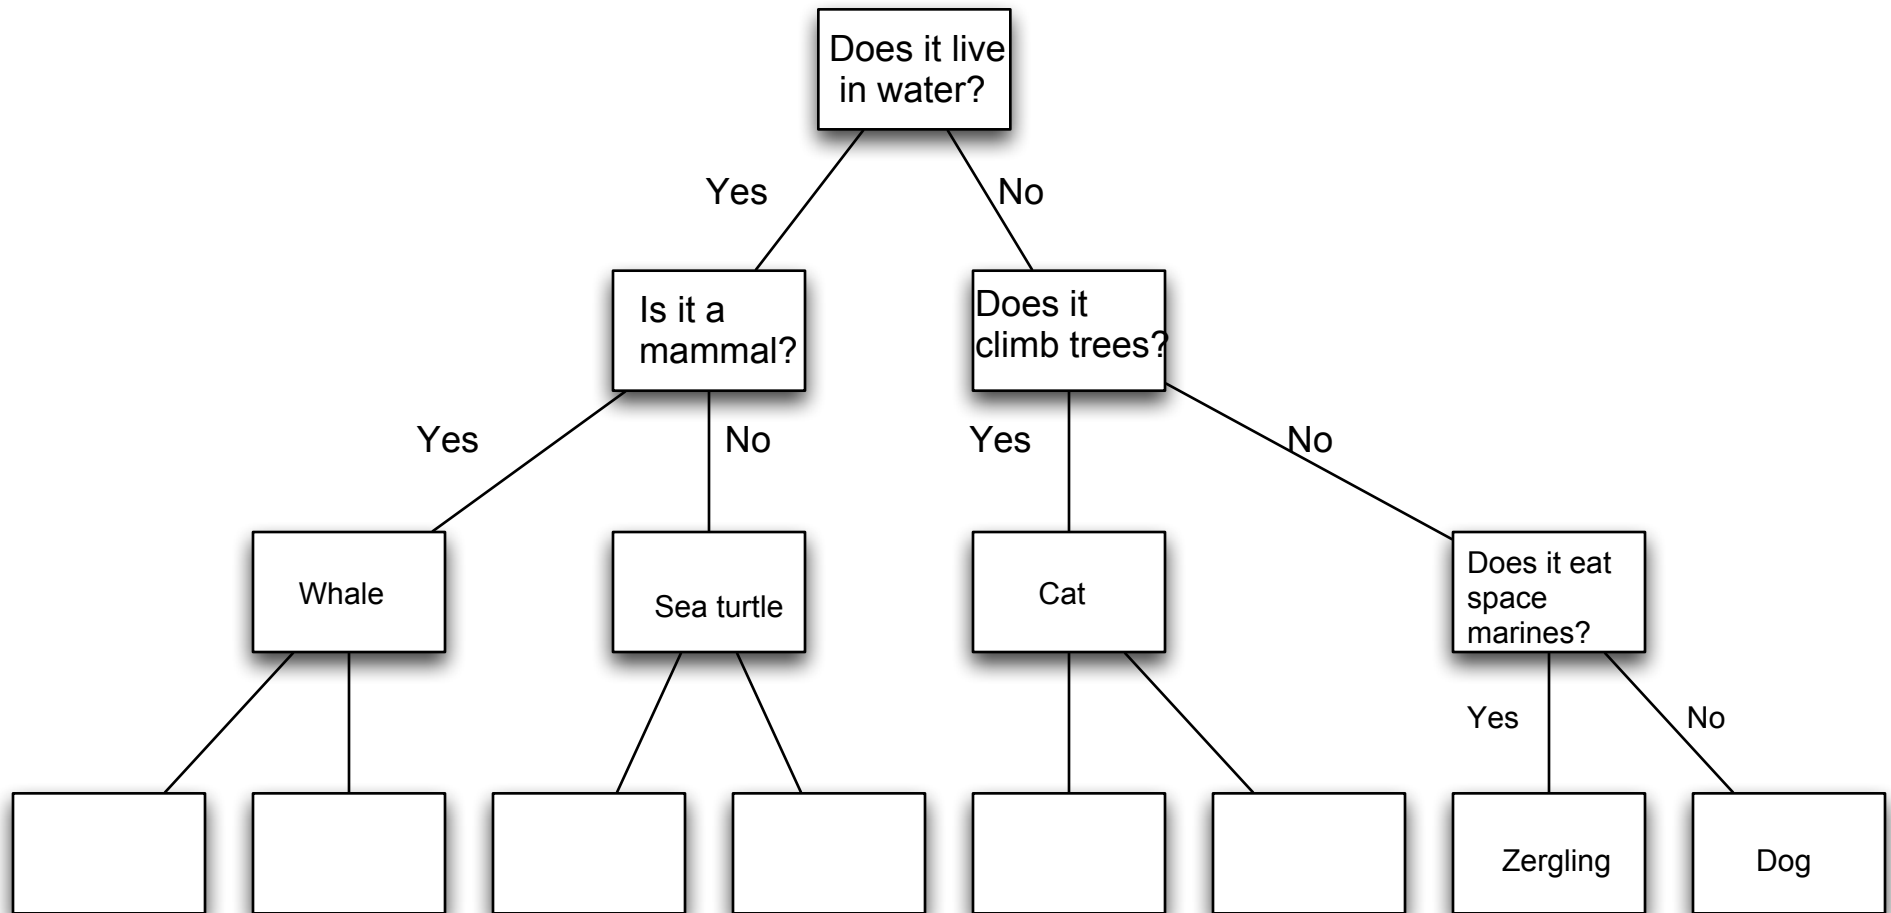 Does it live
in water?
Yes
No
Is it a
mammal?
Does it
climb trees?
Yes
No
Yes
No
Whale
Sea turtle
Cat
Does it eat
space
marines?
Yes
No
Zergling
Dog